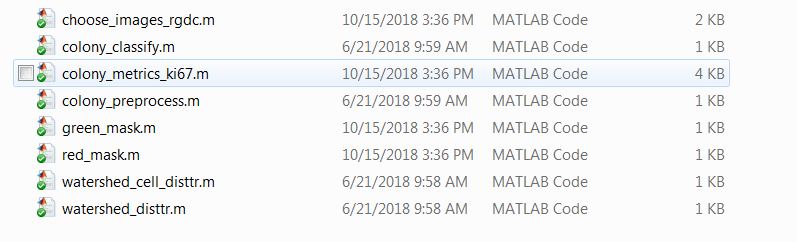 choose_images_rgdc.m 10/15/2018 3:36 PM MATLAB Code 2 KB
colony_classify.m 6/21/2018 9:59 AM MATLAB Code 1 KB
colony_metrics_ki67.m 10/15/2018 3:36 PM MATLAB Code 4 KB
colony_preprocess.m 6/21/2018 9:59 AM MATLAB Code 1 KB
green_mask.m 10/15/2018 3:36 PM MATLAB Code 1 KB
red_mask.m 10/15/2018 3:36 PM MATLAB Code 1 KB
watershed_cell_disttr.m 6/21/2018 9:58 AM MATLAB Code 1 KB
watershed_disttr.m 6/21/2018 9:58 AM MATLAB Code 1 KB